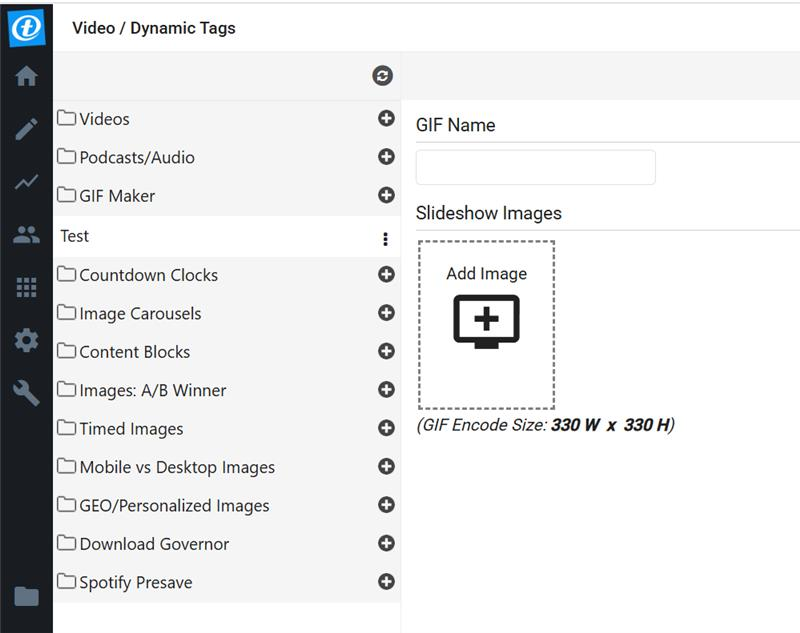 Video / Dynamic Tags
Videos
Podcasts/Audio
GIF Maker
Test
Countdown Clocks
Image Carousels
Content Blocks
Images: A/B Winner
Timed Images
Mobile vs Desktop Images
GEO/Personalized Images
Download Governor
Spotify Presave
GIF Name
Slideshow Images
Add Image
(GIF Encode Size: 330 W x 330 H)